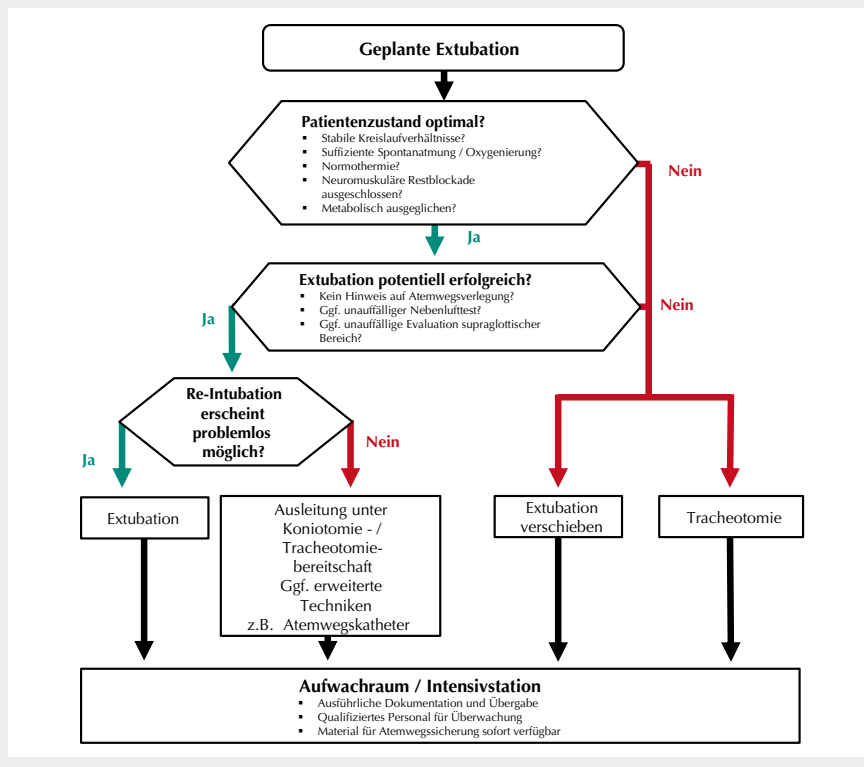 Geplante Extubation
Patientenzustand optimal?
▪ Stabile Kreislaufverhältnisse?
▪ Suffiziente Spontanatmung / Oxygenierung?
▪ Normothermie?
▪ Neuromuskuläre Restblockade
ausgeschlossen?
▪ Metabolisch ausgeglichen?
Nein
Ja
Extubation potentiell erfolgreich?
▪ Kein Hinweis auf Atemwegsverlegung?
▪ Ggf. unauffälliger Nebenlufttest?
▪ Ggf. unauffällige Evaluation supraglottischer
Bereich?
Nein
Ja
Re-Intubation
erscheint
problemlos
möglich?
Ja
Nein
Extubation
Ausleitung unter
Koniotomie - /
Tracheotomie-
bereitschaft
Ggf. erweiterte
Techniken
z.B. Atemwegskatheter
Extubation
verschieben
Tracheotomie
Aufwachraum / Intensivstation
▪ Ausführliche Dokumentation und Übergabe
▪ Qualifiziertes Personal für Überwachung
▪ Material für Atemwegssicherung sofort verfügbar